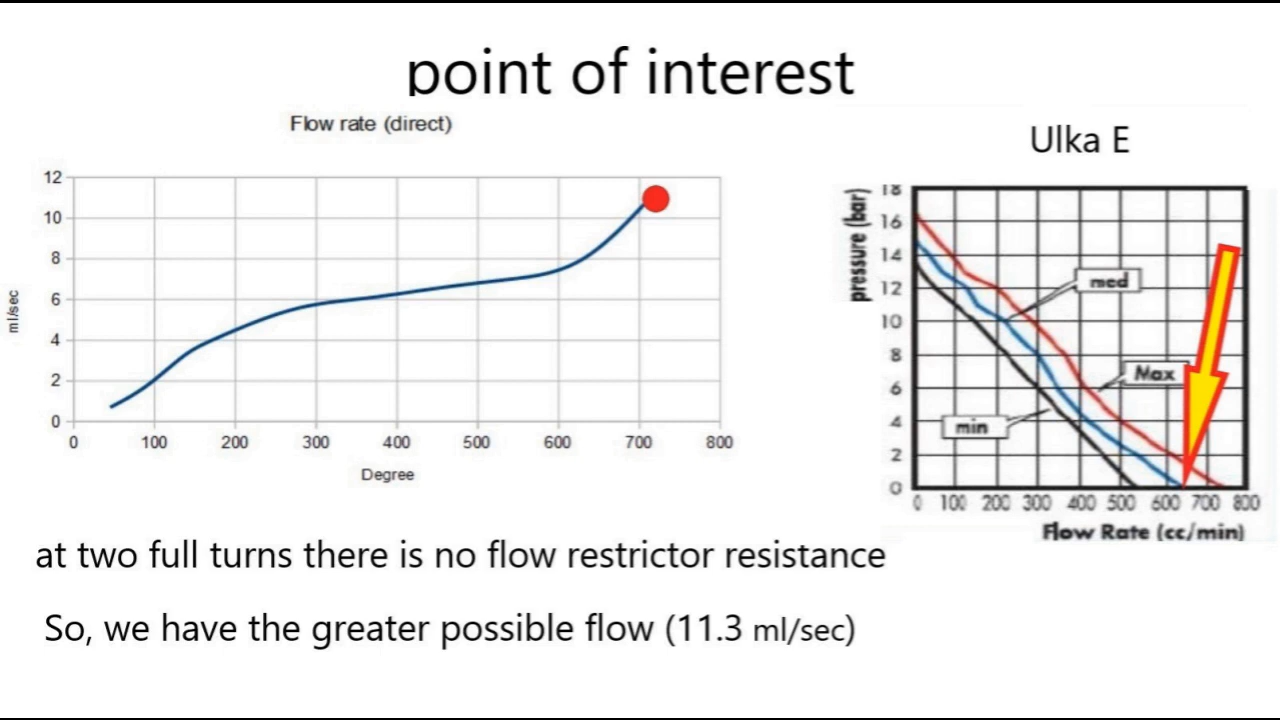 point of interest
Flow rate (direct)
Ulka E
12
10
8
6
4
2
0
ml/sec
0 100 200 300 400 500 600 700 800
Degree
18
16
14
12
10
8
6
4
2
0
pressure (bar)
med
Max
min
0 100 200 300 400 500 600 700 800
Flow Rate (cc/min)
at two full turns there is no flow restrictor resistance
So, we have the greater possible flow (11.3 ml/sec)